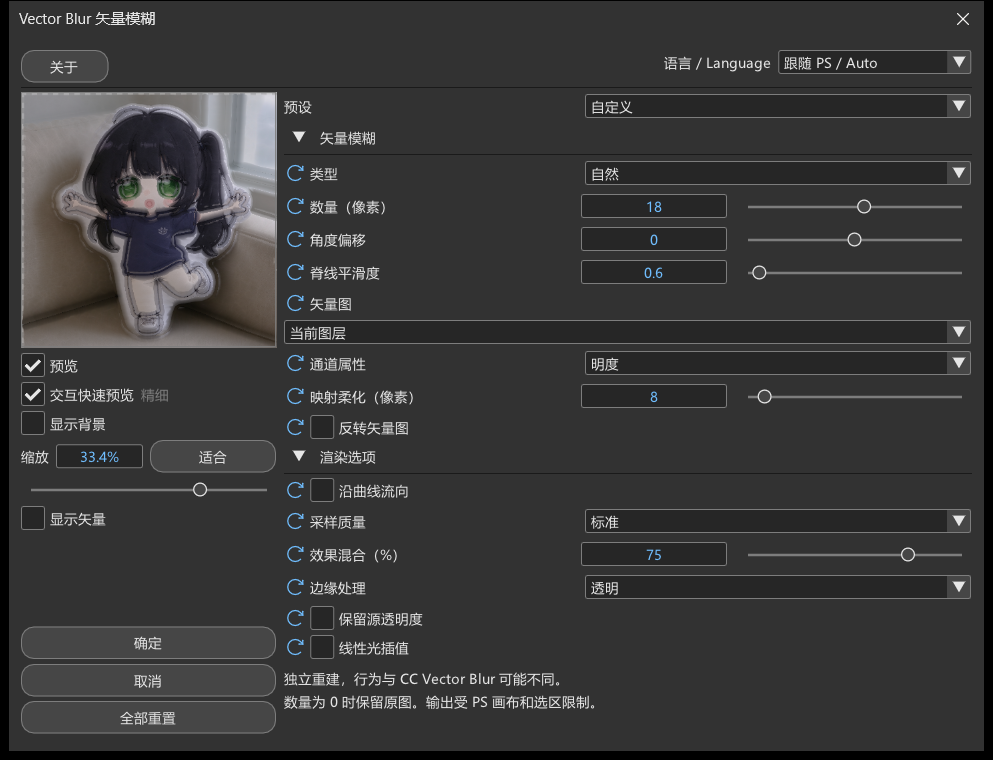 Vector Blur 矢量模糊
关于
语言 / Language 跟随 PS / Auto
预设 自定义
矢量模糊
类型 自然
数量（像素） 18
角度偏移 0
脊线平滑度 0.6
矢量图
当前图层
通道属性 明度
映射柔化（像素） 8
反转矢量图
渲染选项
沿曲线流向
采样质量 标准
效果混合（%） 75
边缘处理 透明
保留源透明度
线性光插值
独立重建，行为与 CC Vector Blur 可能不同。
数量为 0 时保留原图。输出受 PS 画布和选区限制。
预览
交互快速预览 精细
显示背景
缩放 33.4% 适合
显示矢量
确定
取消
全部重置